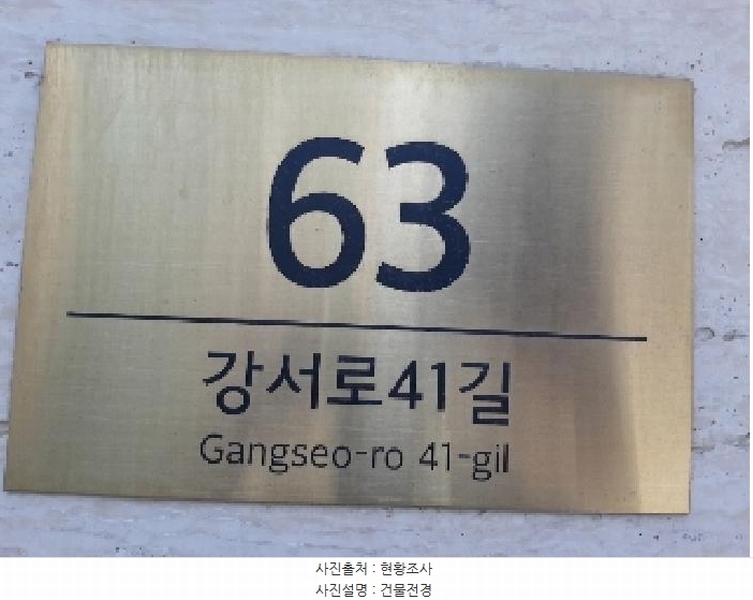 63
강서로41길
Gangseo-ro 41-gil
사진출처 : 현황조사
사진설명 : 건물전경